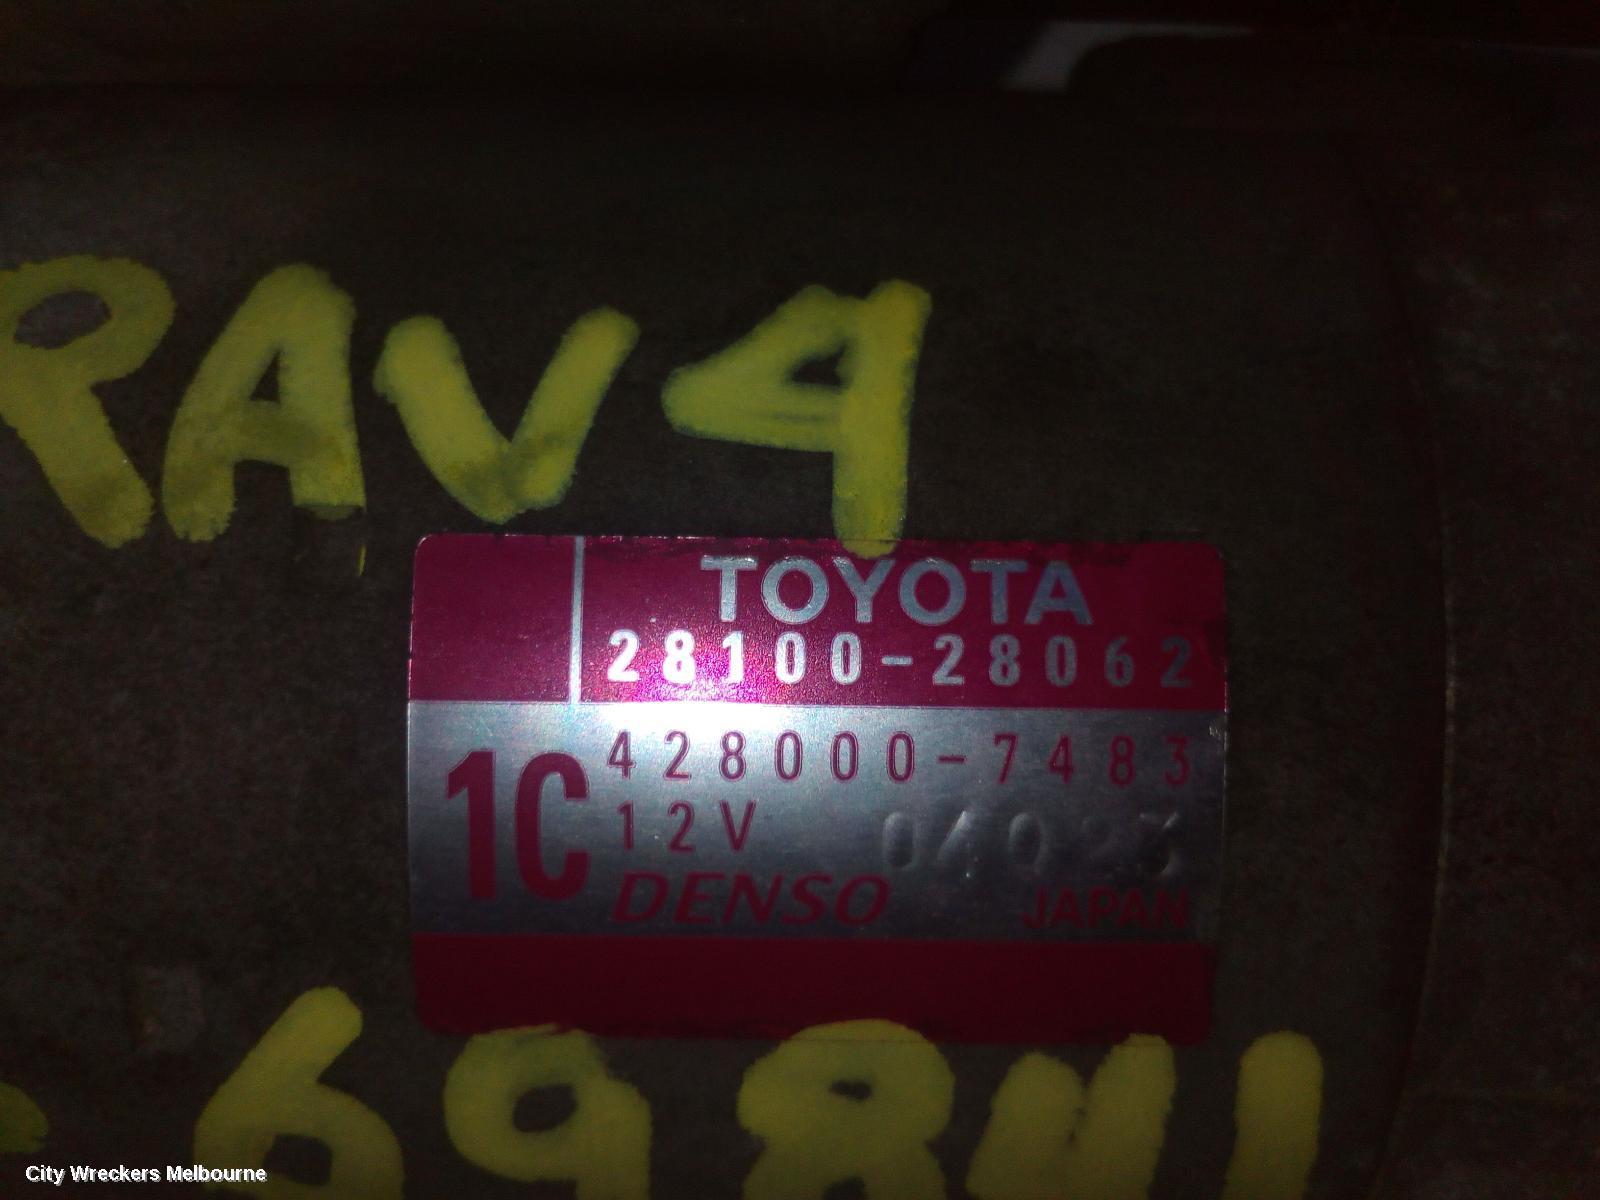 RAV4
TOYOTA
28100-28062
1C
428000-7483
12V
DENSO
JAPAN
City Wreckers Melbourne